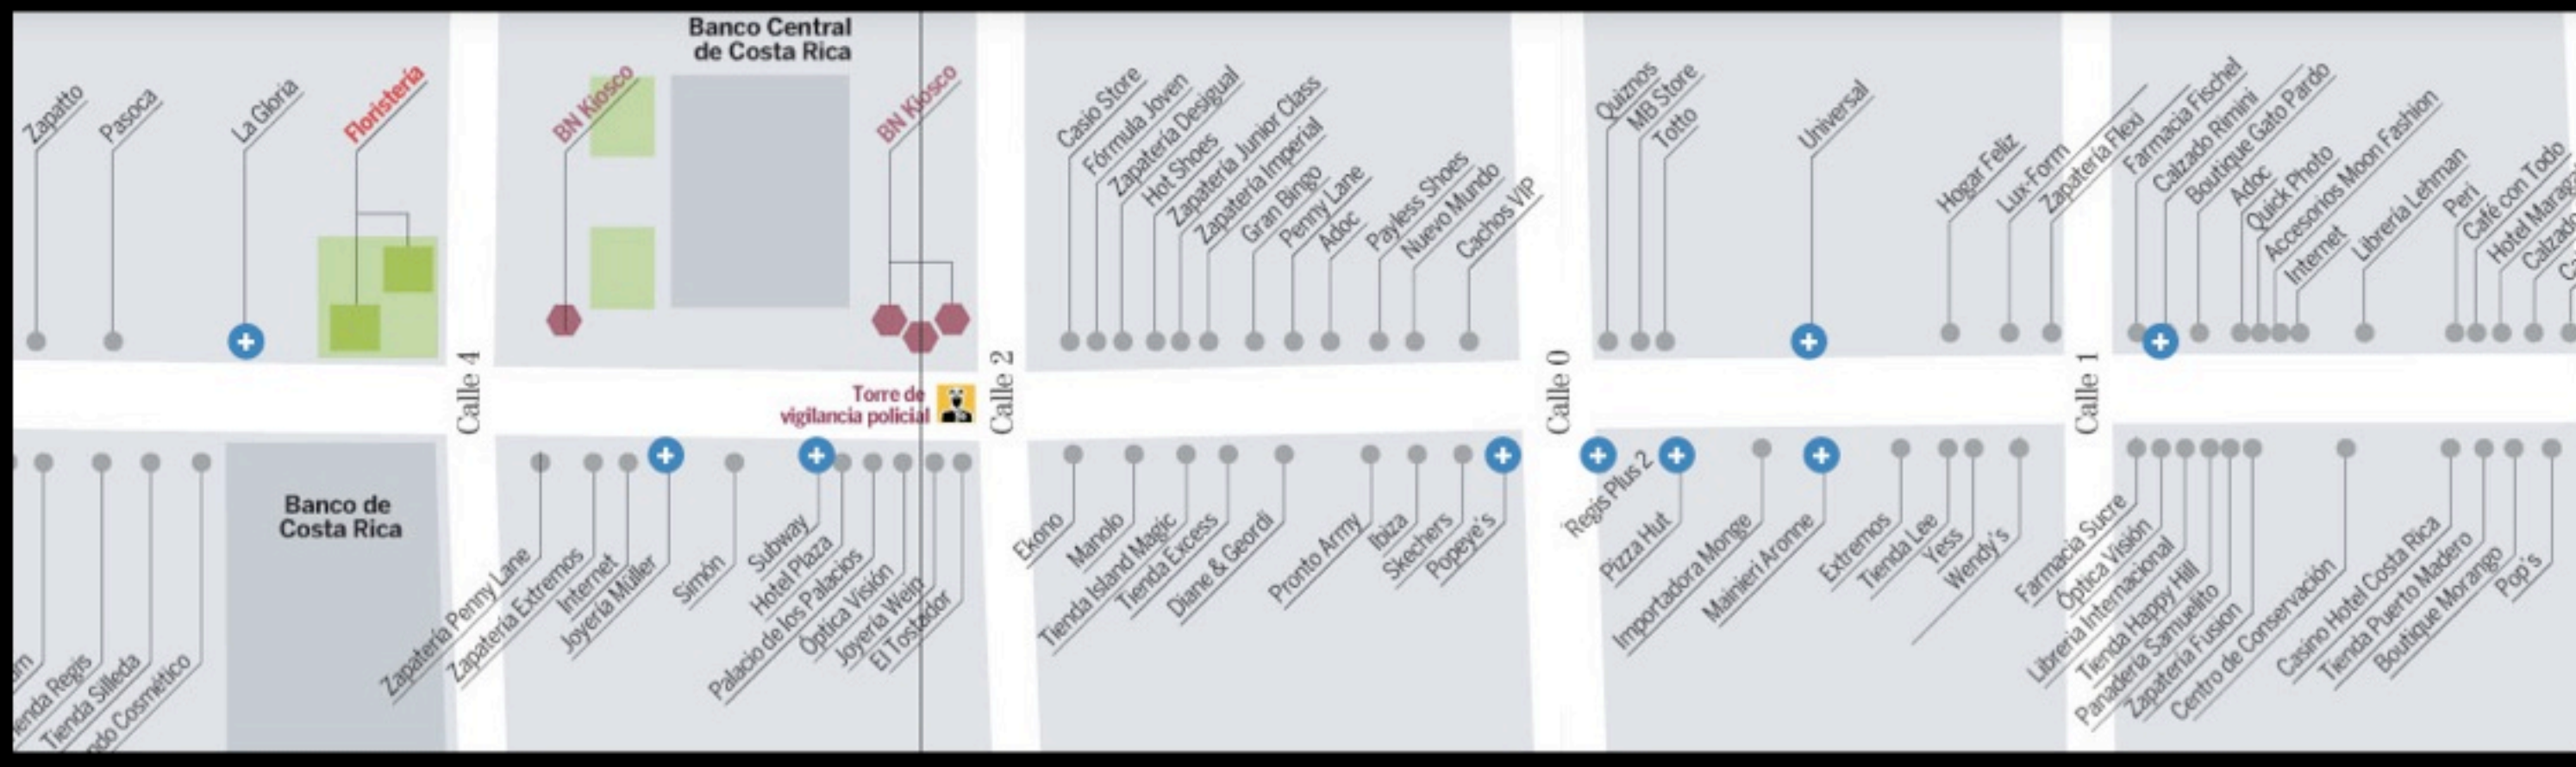 Banco Central
de Costa Rica
Zapatto
Pasoca
La Gloria
Floristería
BN Kiosco
BN Kiosco
Casio Store
Fórmula Joven
Zapatería Desigual
Hot Shoes
Zapatería Junior Class
Zapatería Imperial
Gran Bingo
Penny Lane
Adoc
Payless Shoes
Nuevo Mundo
Cachos VIP
Quiznos
MB Store
Totto
Universal
Hogar Feliz
Lux-Form
Zapatería Flexi
Farmacia Fischel
Calzado Rimini
Boutique Gato Pardo
Adoc
Quick Photo
Accesorios Moon Fashion
Internet
Librería Lehman
Peri
Café con Todo
Hotel
Calle 4
Torre de
vigilancia policial
Calle 2
Calle 0
Calle 1
Banco de
Costa Rica
Tienda Silleda
Cosmético
Zapatería Penny Lane
Zapatería Extremos
Internet
Joyería Müller
Simón
Subway
Hotel Plaza
Palacio de los Palacios
Óptica Visión
Joyería Wein
El Tostador
Ekono
Manolo
Tienda Island Magic
Tienda Excess
Diane & Geordi
Pronto Army
Ibiza
Skechers
Popeye's
Regis Plus 2
Pizza Hut
Importadora Monge
Mainieri Aronne
Extremos
Tienda Lee
Yess
Wendy's
Farmacia Sucre
Óptica Visión
Librería Internacional
Tienda Happy Hill
Panadería Samuelito
Zapatería Fusion
Centro de Conservación
Casino Hotel Costa Rica
Tienda Puerto Madero
Boutique Morango
Pop's